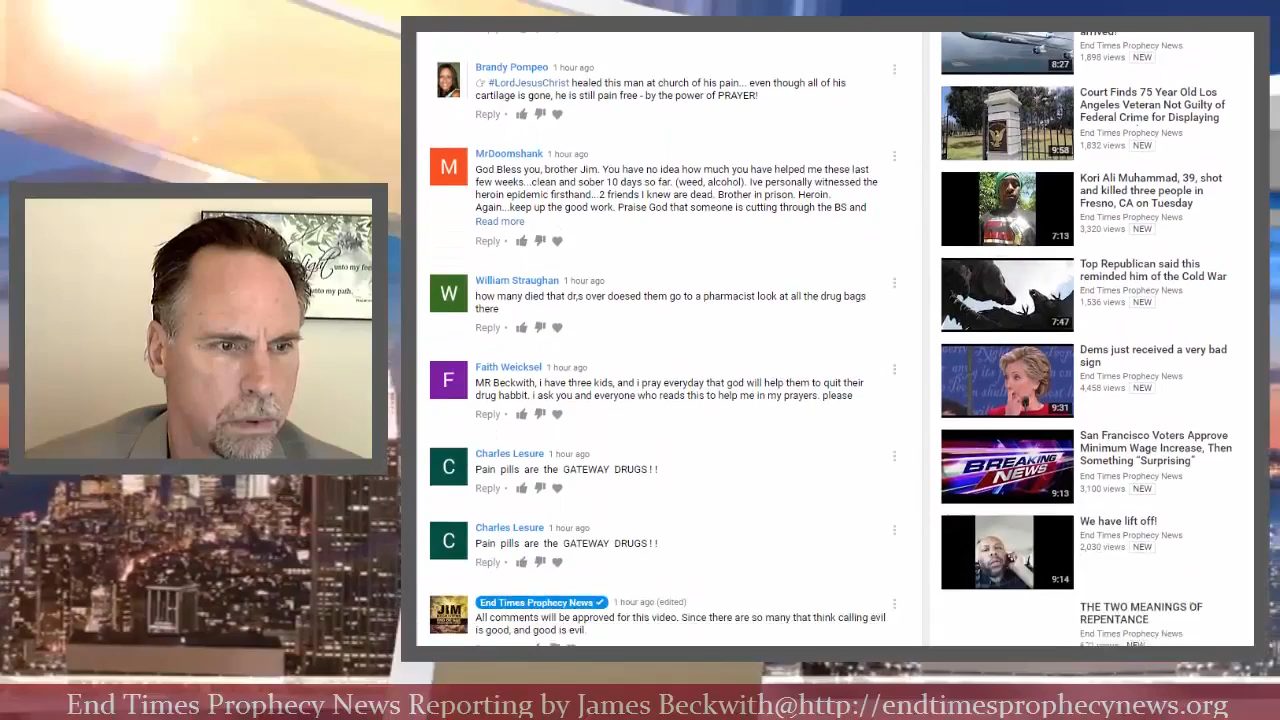 unto my fee
unto my path.
Brandy Pompeo 1 hour ago
#LordJesusChrist healed this man at church of his pain... even though all of his
cartilage is gone, he is still pain free - by the power of PRAYER!
Reply
M
MrDoomshank 1 hour ago
God Bless you, brother Jim. You have no idea how much you have helped me these last
few weeks...clean and sober 10 days so far. (weed, alcohol). Ive personally witnessed the
heroin epidemic firsthand...2 friends I knew are dead. Brother in prison. Heroin.
Again...keep up the good work. Praise God that someone is cutting through the BS and
Read more
Reply
W
William Straughan 1 hour ago
how many died that dr,s over doesed them go to a pharmacist look at all the drug bags
there
Reply
F
Faith Weicksel 1 hour ago
MR Beckwith, i have three kids, and i pray everyday that god will help them to quit their
drug habbit. i ask you and everyone who reads this to help me in my prayers. please
Reply
C
Charles Lesure 1 hour ago
Pain pills are the GATEWAY DRUGS!!
Reply
C
Charles Lesure 1 hour ago
Pain pills are the GATEWAY DRUGS!!
Reply
JIM
End Times Prophecy News 1 hour ago (edited)
All comments will be approved for this video. Since there are so many that think calling evil
is good, and good is evil.
arrived!
End Times Prophecy News
1,898 views NEW
8:27
Court Finds 75 Year Old Los
Angeles Veteran Not Guilty of
Federal Crime for Displaying
End Times Prophecy News
1,832 views NEW
9:58
Kori Ali Muhammad, 39, shot
and killed three people in
Fresno, CA on Tuesday
End Times Prophecy News
3,320 views NEW
7:13
Top Republican said this
reminded him of the Cold War
End Times Prophecy News
1,536 views NEW
7:47
Dems just received a very bad
sign
End Times Prophecy News
4,458 views NEW
9:31
San Francisco Voters Approve
Minimum Wage Increase, Then
Something “Surprising”
End Times Prophecy News
3,100 views NEW
BREAKING
NEWS
9:13
We have lift off!
End Times Prophecy News
2,030 views NEW
9:14
THE TWO MEANINGS OF
REPENTANCE
End Times Prophecy News
End Times Prophecy News Reporting by James Beckwith@http://endtimesprophecynews.org